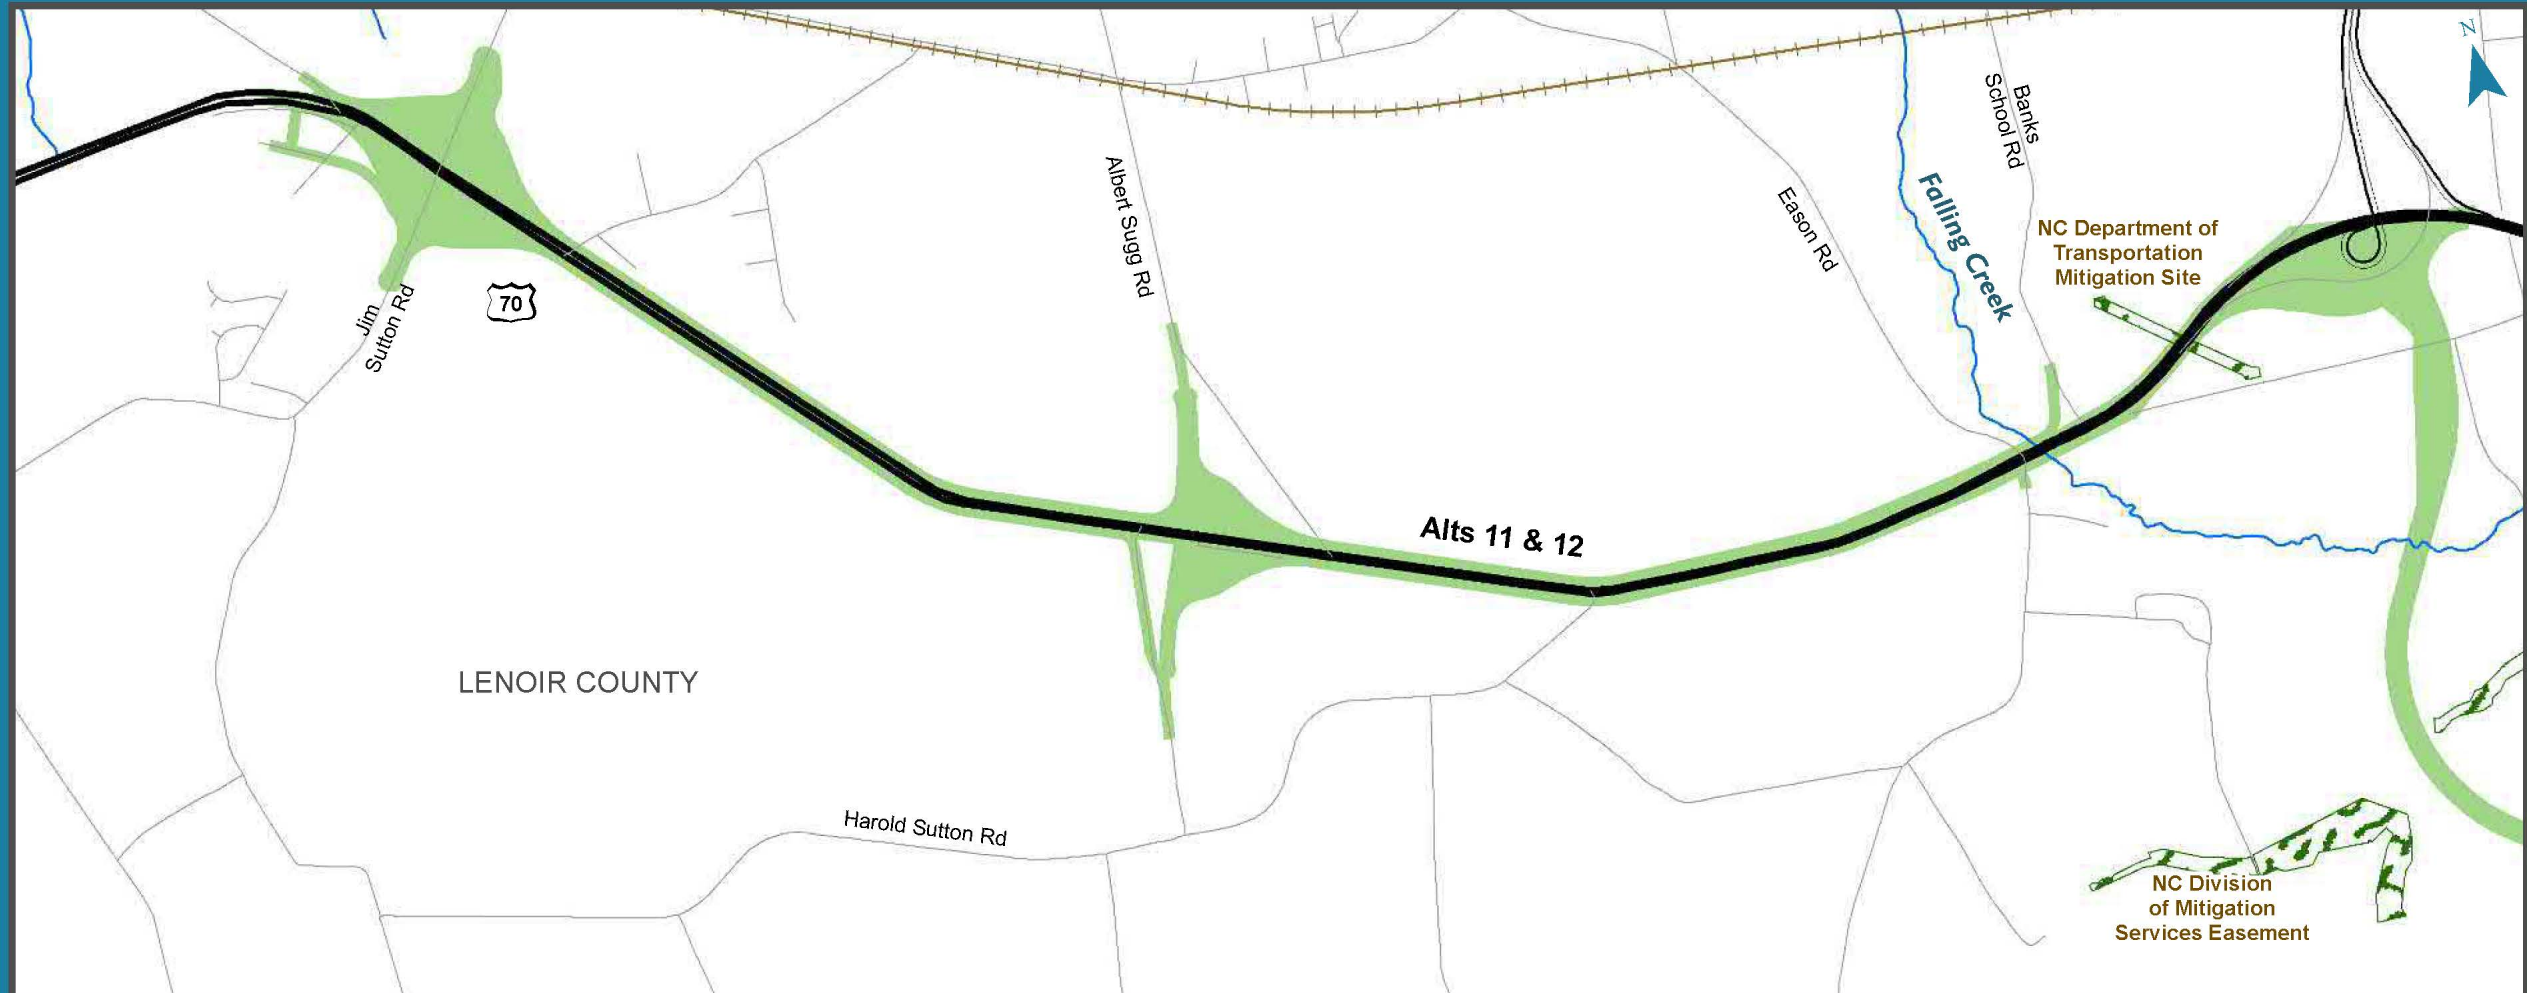 N
Banks
School Rd
Albert Sugg Rd
Eason Rd
Falling Creek
NC Department of
Transportation
Mitigation Site
Jim
Sutton Rd
70
Alts 11 & 12
LENOIR COUNTY
Harold Sutton Rd
NC Division
of Mitigation
Services Easement